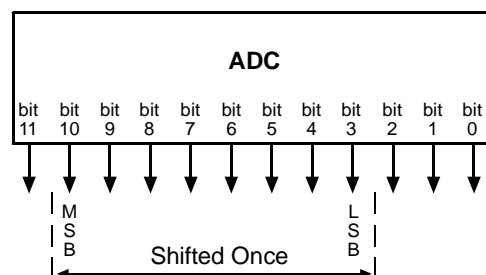 ADC
bit bit bit bit bit bit bit bit bit bit bit bit
11 10 9 8 7 6 5 4 3 2 1 0
M L
S S
B B
Shifted Once